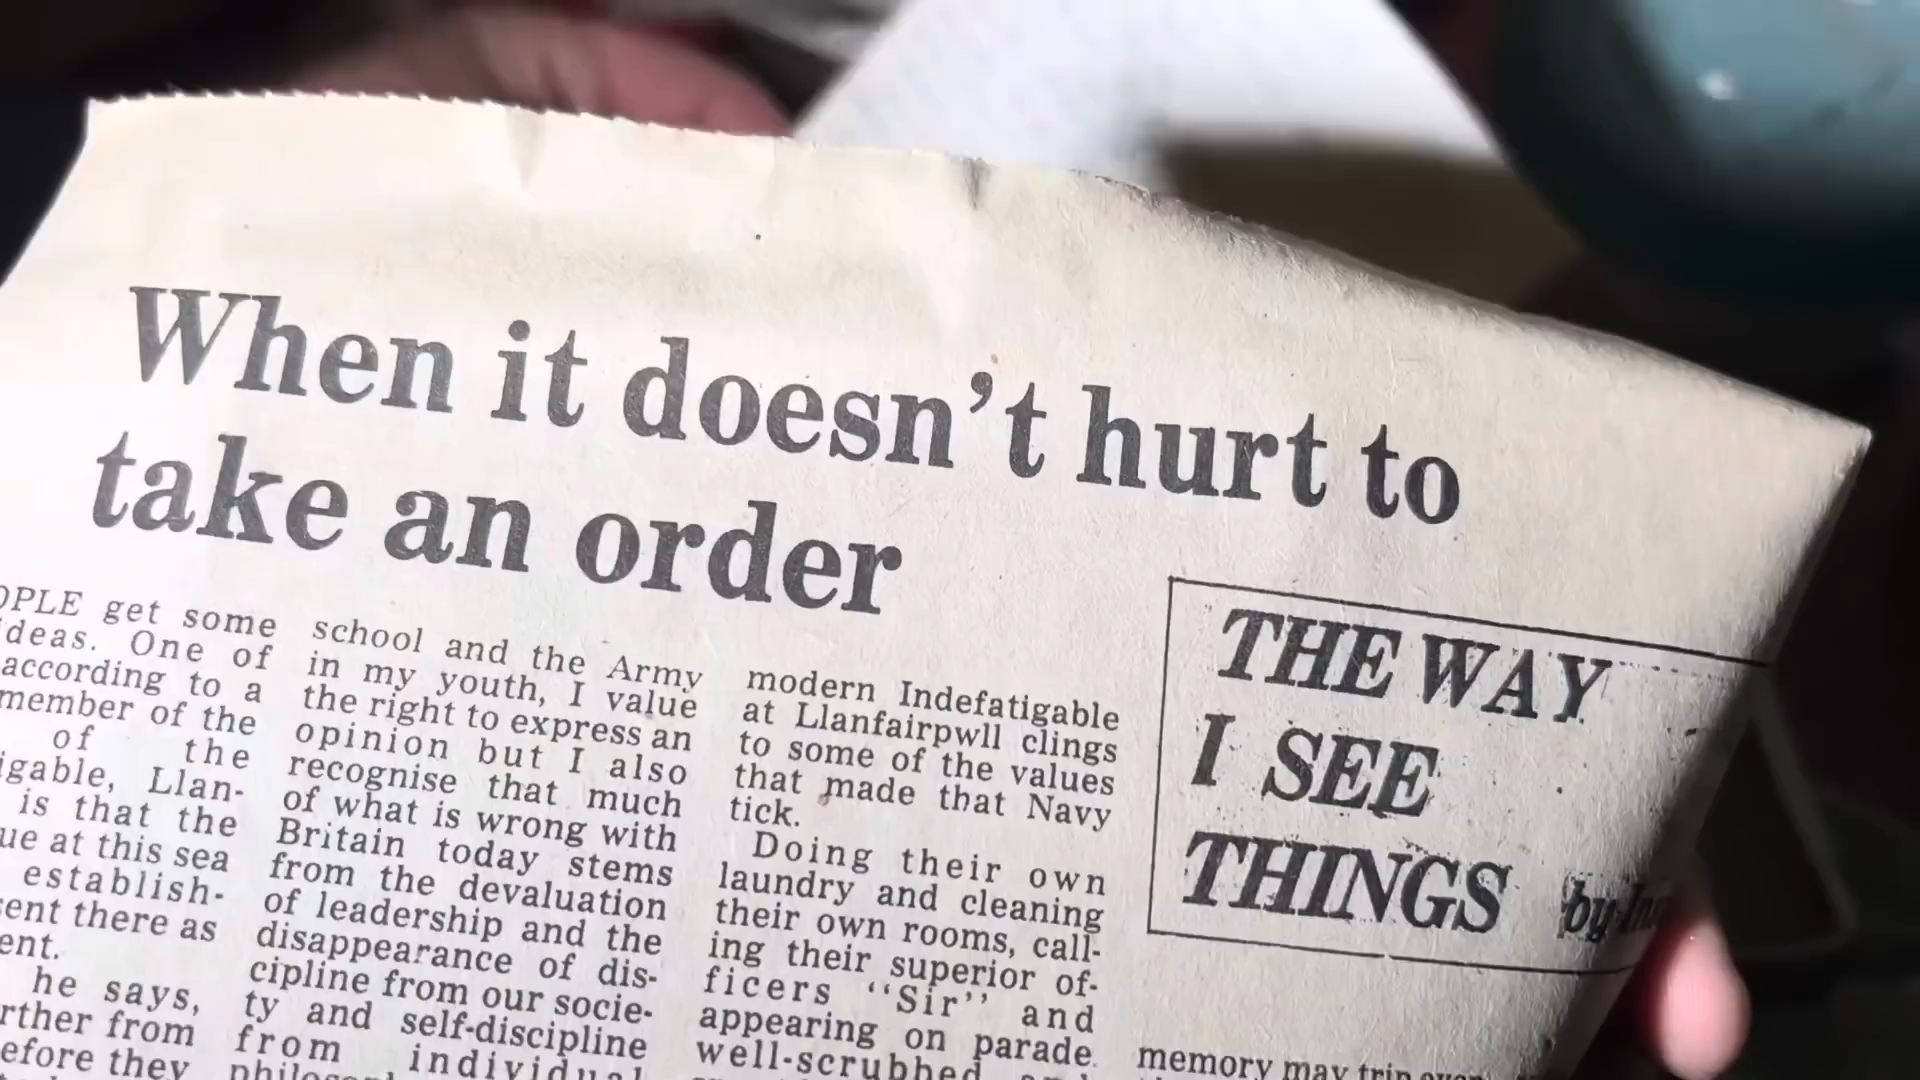 When it doesn't hurt to
take an order
OPLE get some
ideas. One of
according to a
member of the
of the
igable, Llan-
is that the
ue at this sea
establish-
sent there as
ent.
he says,
rther from
efore they
school and the Army
in my youth, I value
the right to express an
opinion but I also
recognise that much
of what is wrong with
Britain today stems
from the devaluation
of leadership and the
disappearance of dis-
cipline from our socie-
ty and self-discipline
from individual
modern Indefatigable
at Llanfairpwll clings
to some of the values
that made that Navy
tick.
Doing their own
laundry and cleaning
their own rooms, call-
ing their superior of-
ficers "Sir" and
appearing on parade
well-scrubbed and
THE WAY
I SEE
THINGS by
memory may trip over